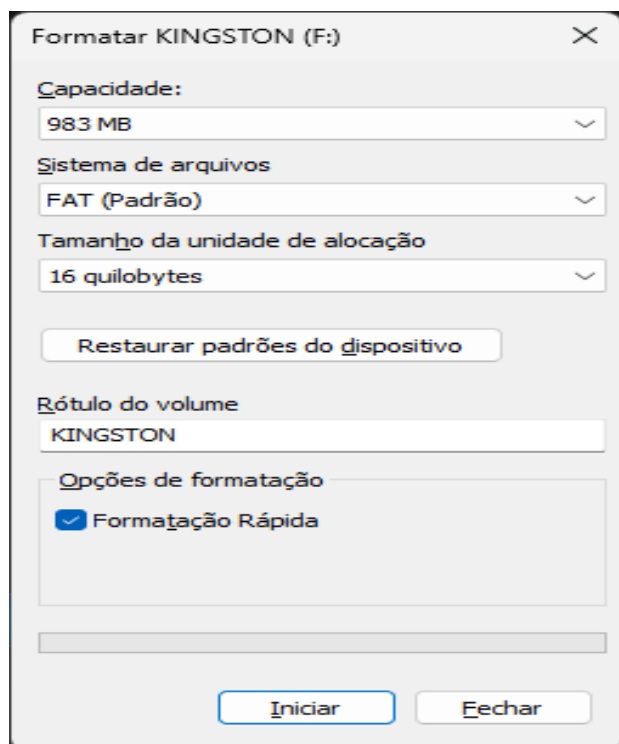 Formatar KINGSTON (F:)
Capacidade:
983 MB
Sistema de arquivos
FAT (Padrão)
Tamanho da unidade de alocação
16 quilobytes
Restaurar padrões do dispositivo
Rótulo do volume
KINGSTON
Opções de formatação
Formatação Rápida
Iniciar
Fechar